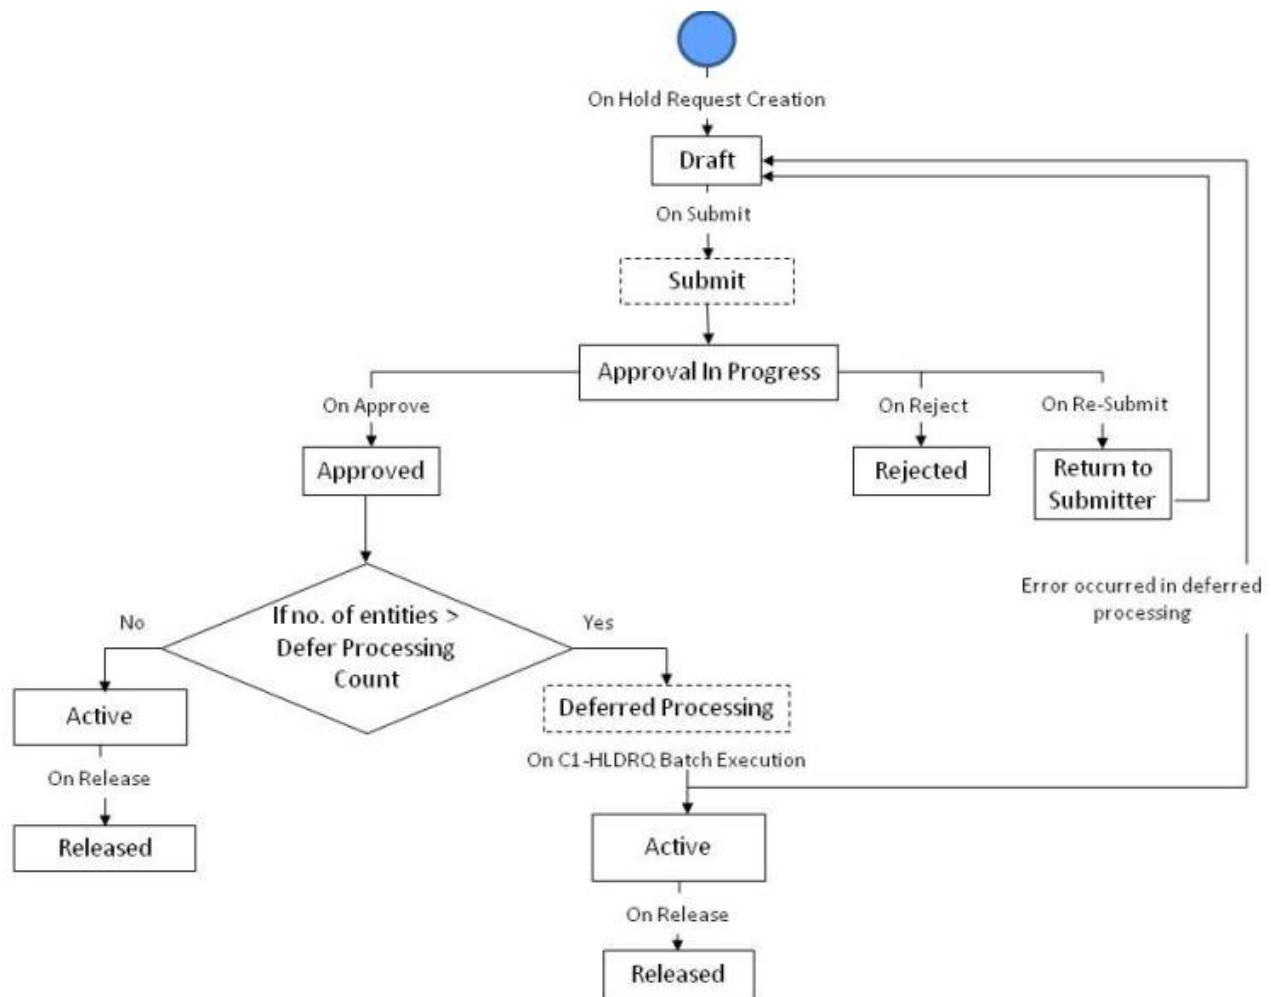 On Hold Request Creation
Draft
On Submit
Submit
Approval In Progress
On Approve
On Reject
On Re-Submit
Approved
Rejected
Return to
Submitter
Error occurred in deferred
processing
No
If no. of entities >
Defer Processing
Count
Yes
Active
Deferred Processing
On Release
On C1-HLDRQ Batch Execution
Released
Active
On Release
Released